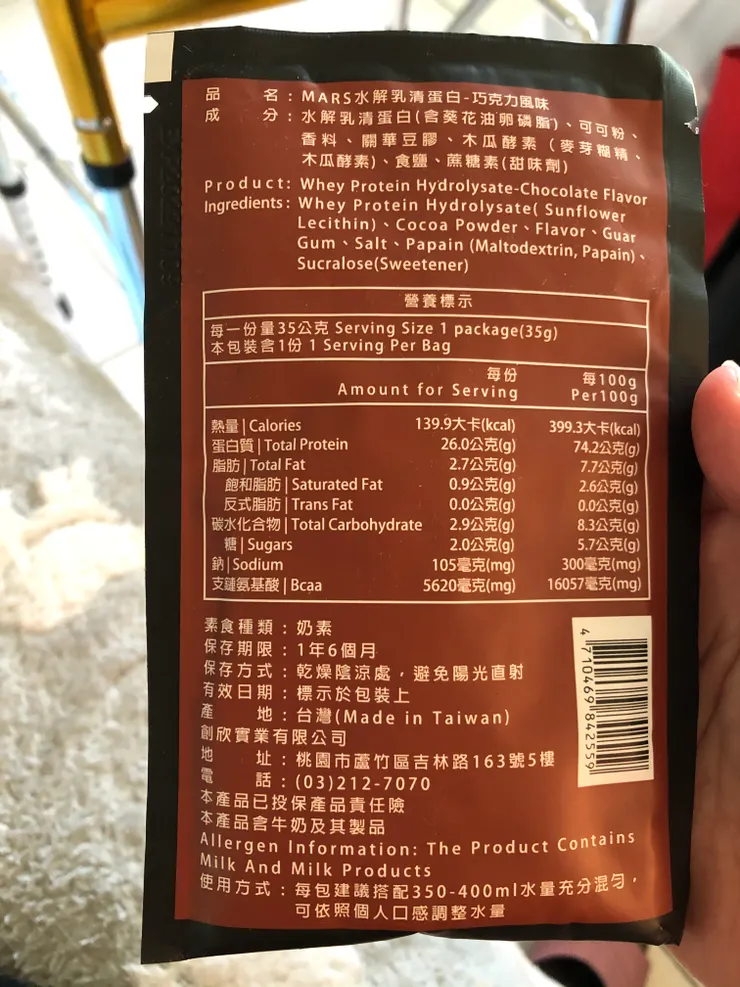 品　　名：MARS水解乳清蛋白-巧克力風味
成　　分：水解乳清蛋白(含葵花油卵磷脂)、可可粉、
香料、關華豆膠、木瓜酵素（麥芽糊精、
木瓜酵素)、食鹽、蔗糖素(甜味劑)
Product: Whey Protein Hydrolysate-Chocolate Flavor
Ingredients: Whey Protein Hydrolysate( Sunflower
Lecithin)、Cocoa Powder、Flavor、Guar
Gum、Salt、Papain (Maltodextrin, Papain)、
Sucralose(Sweetener)
營養標示
每一份量35公克 Serving Size 1 package(35g)
本包裝含1份 1 Serving Per Bag
每份 每100g
Amount for Serving Per100g
熱量|Calories 139.9大卡(kcal) 399.3大卡(kcal)
蛋白質|Total Protein 26.0公克(g) 74.2公克(g)
脂肪|Total Fat 2.7公克(g) 7.7公克(g)
飽和脂肪|Saturated Fat 0.9公克(g) 2.6公克(g)
反式脂肪|Trans Fat 0.0公克(g) 0.0公克(g)
碳水化合物|Total Carbohydrate 2.9公克(g) 8.3公克(g)
糖|Sugars 2.0公克(g) 5.7公克(g)
鈉|Sodium 105毫克(mg) 300毫克(mg)
支鏈氨基酸|Bcaa 5620毫克(mg) 16057毫克(mg)
素食種類：奶素
保存期限：1年6個月
保存方式：乾燥陰涼處，避免陽光直射
有效日期：標示於包裝上
產　　地：台灣(Made in Taiwan)
創欣實業有限公司
地　　址：桃園市蘆竹區吉林路163號5樓
電　　話：(03)212-7070
本產品已投保產品責任險
本產品含牛奶及其製品
Allergen Information: The Product Contains
Milk And Milk Products
使用方式：每包建議搭配350-400ml水量充分混勻，
可依照個人口感調整水量
4 710469 842559